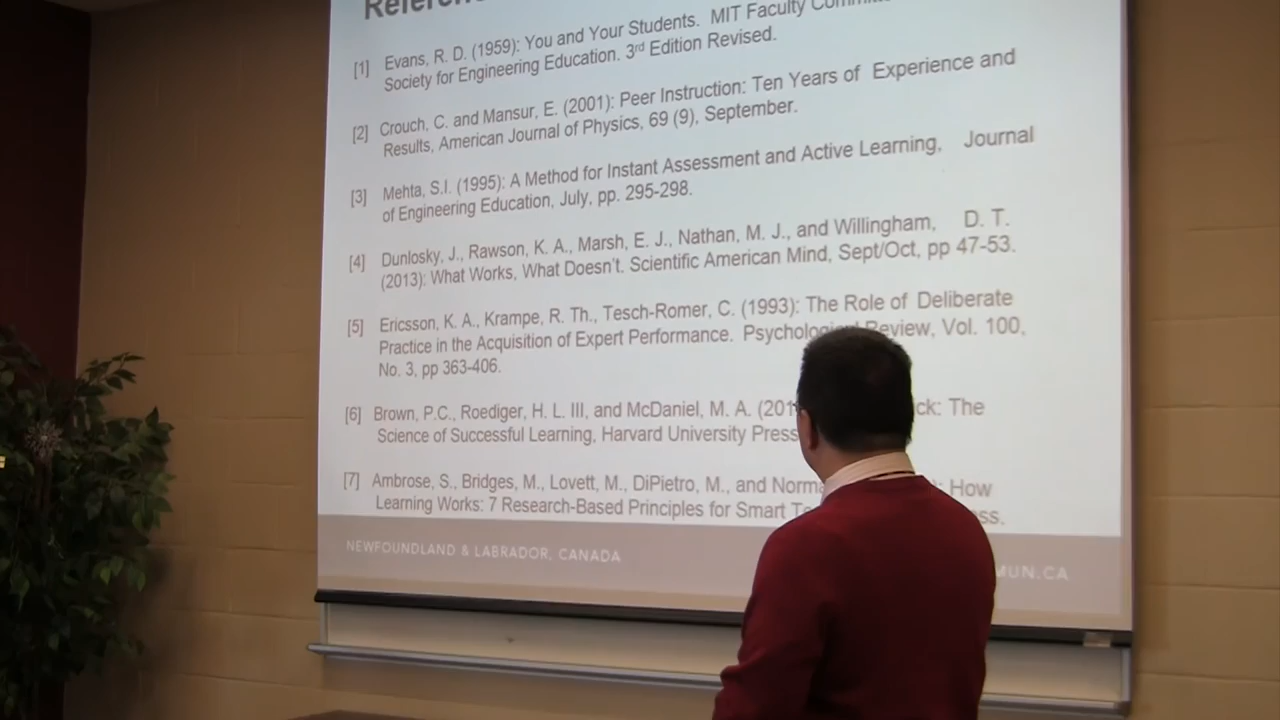 [1] Evans, R. D. (1959): You and Your Students. MIT Faculty
Society for Engineering Education. 3rd Edition Revised.
[2] Crouch, C. and Mansur, E. (2001): Peer Instruction: Ten Years of Experience and
Results, American Journal of Physics, 69 (9), September.
[3] Mehta, S.I. (1995): A Method for Instant Assessment and Active Learning, Journal
of Engineering Education, July, pp. 295-298.
[4] Dunlosky, J., Rawson, K. A., Marsh, E. J., Nathan, M. J., and Willingham, D. T.
(2013): What Works, What Doesn't. Scientific American Mind, Sept/Oct, pp 47-53.
[5] Ericsson, K. A., Krampe, R. Th., Tesch-Romer, C. (1993): The Role of Deliberate
Practice in the Acquisition of Expert Performance. Psychological Review, Vol. 100,
No. 3, pp 363-406.
[6] Brown, P.C., Roediger, H. L. III, and McDaniel, M. A. (201 ck: The
Science of Successful Learning, Harvard University Press
[7] Ambrose, S., Bridges, M., Lovett, M., DiPietro, M., and Norma : How
Learning Works: 7 Research-Based Principles for Smart ss.
NEWFOUNDLAND & LABRADOR, CANADA
MUN.CA